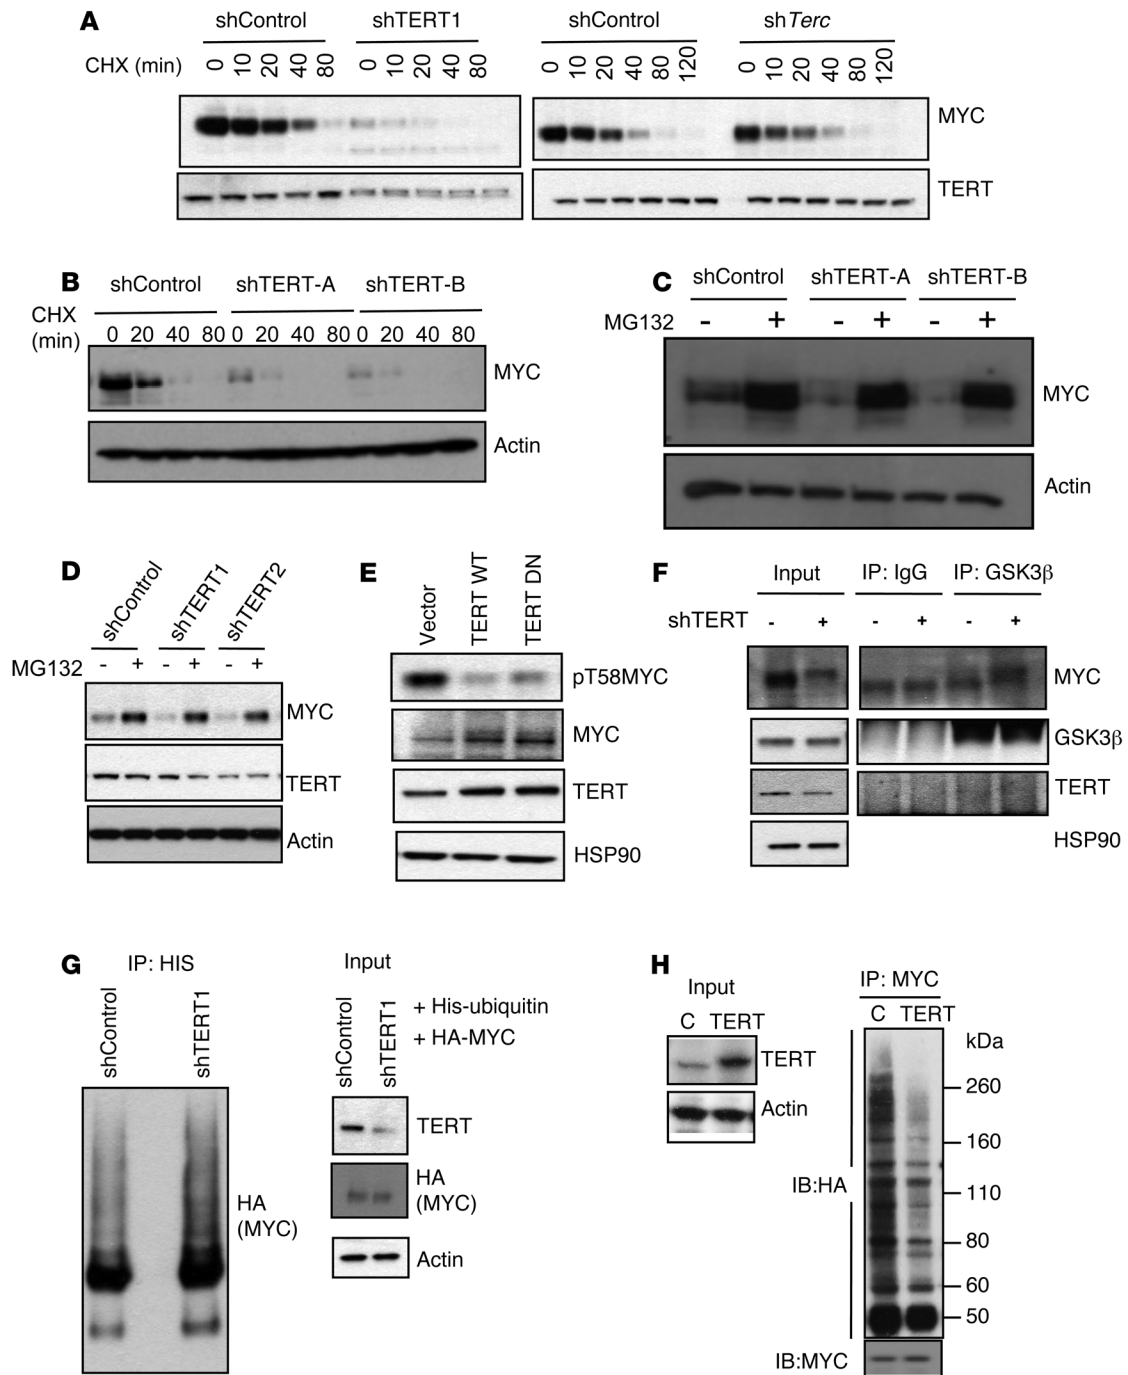 A
shControl shTERT1 shControl shTerc
CHX (min) 0 10 20 40 80 0 10 20 40 80 0 10 20 40 80 120 0 10 20 40 80 120
MYC
TERT
B
shControl shTERT-A shTERT-B
CHX
(min) 0 20 40 80 0 20 40 80 0 20 40 80
MYC
Actin
C
shControl shTERT-A shTERT-B
MG132 - + - + - +
MYC
Actin
D
shControl shTERT1 shTERT2
MG132 - + - + - +
MYC
TERT
Actin
E
Vector TERT WT TERT DN
pT58MYC
MYC
TERT
HSP90
F
Input IP: IgG IP: GSK3β
shTERT - + - + - +
MYC
GSK3β
TERT
HSP90
G
IP: HIS
shControl shTERT1
HA
(MYC)
Input
shControl shTERT1
+ His-ubiquitin
+ HA-MYC
TERT
HA
(MYC)
Actin
H
Input
C TERT
TERT
Actin
IP: MYC
C TERT
kDa
260
160
110
80
60
50
IB:HA
IB:MYC